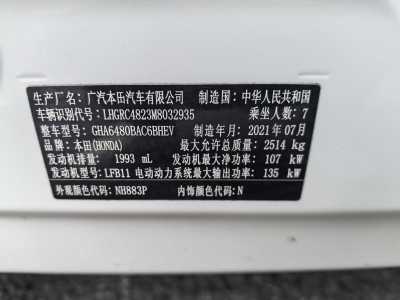 生产厂名：广汽本田汽车有限公司 制造国：中华人民共和国
车辆识别代号：LHGRC4823M8032935 乘坐人数：7
整车型号：GHA6480BAC6BHEV 制造年月：2021年07月
品牌：本田(HONDA) 最大允许总质量：2514 kg
发动机排量：1993 mL 发动机最大净功率：107 kW
发动机型号：LFB11 电动动力系统最大输出功率：135 kW
外观颜色代码：NH883P 内饰颜色代码：N